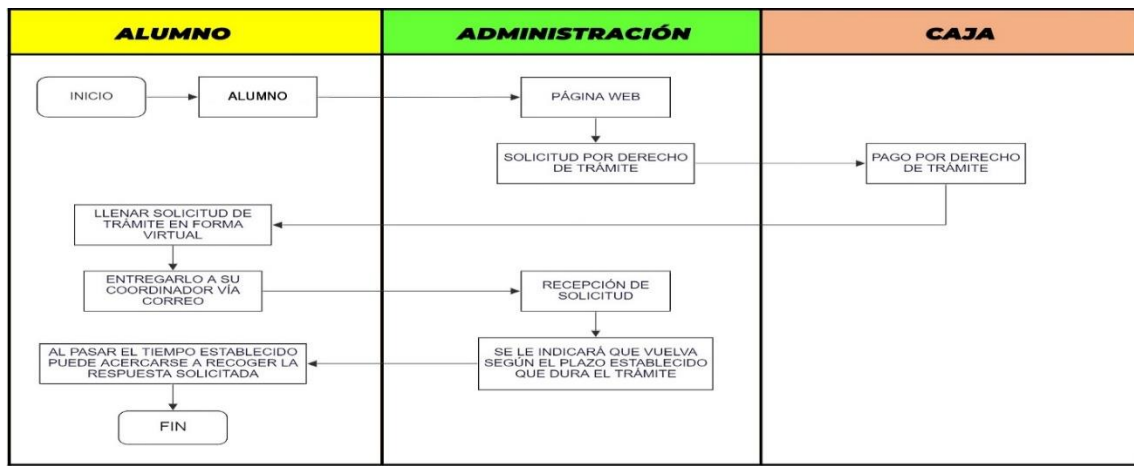 ALUMNO
ADMINISTRACIÓN
CAJA
INICIO
ALUMNO
PÁGINA WEB
SOLICITUD POR DERECHO
DE TRÁMITE
PAGO POR DERECHO
DE TRÁMITE
LLENAR SOLICITUD DE
TRÁMITE EN FORMA
VIRTUAL
ENTREGARLO A SU
COORDINADOR VÍA
CORREO
RECEPCIÓN DE
SOLICITUD
SE LE INDICARÁ QUE VUELVA
SEGÚN EL PLAZO ESTABLECIDO
QUE DURA EL TRÁMITE
AL PASAR EL TIEMPO ESTABLECIDO
PUEDE ACERCARSE A RECOGER LA
RESPUESTA SOLICITADA
FIN